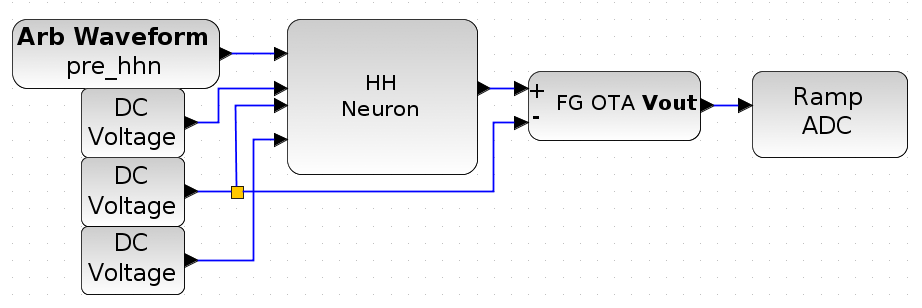 Arb Waveform
pre_hhn
DC
Voltage
DC
Voltage
DC
Voltage
HH
Neuron
+
-
FG OTA Vout
Ramp
ADC